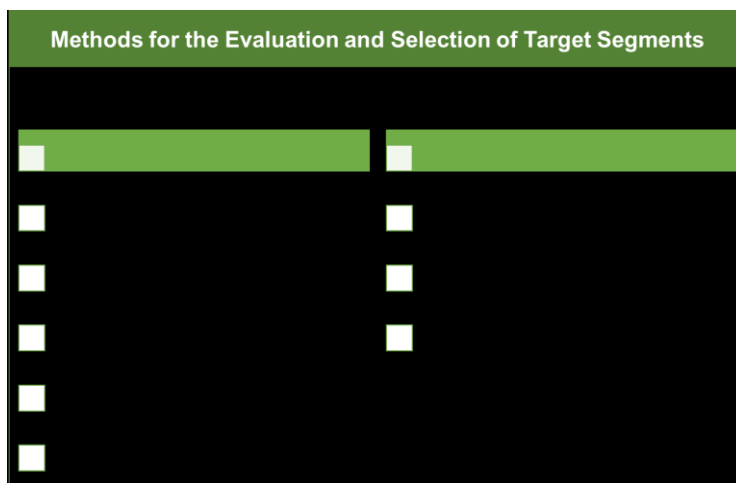 Methods for the Evaluation and Selection of Target Segments